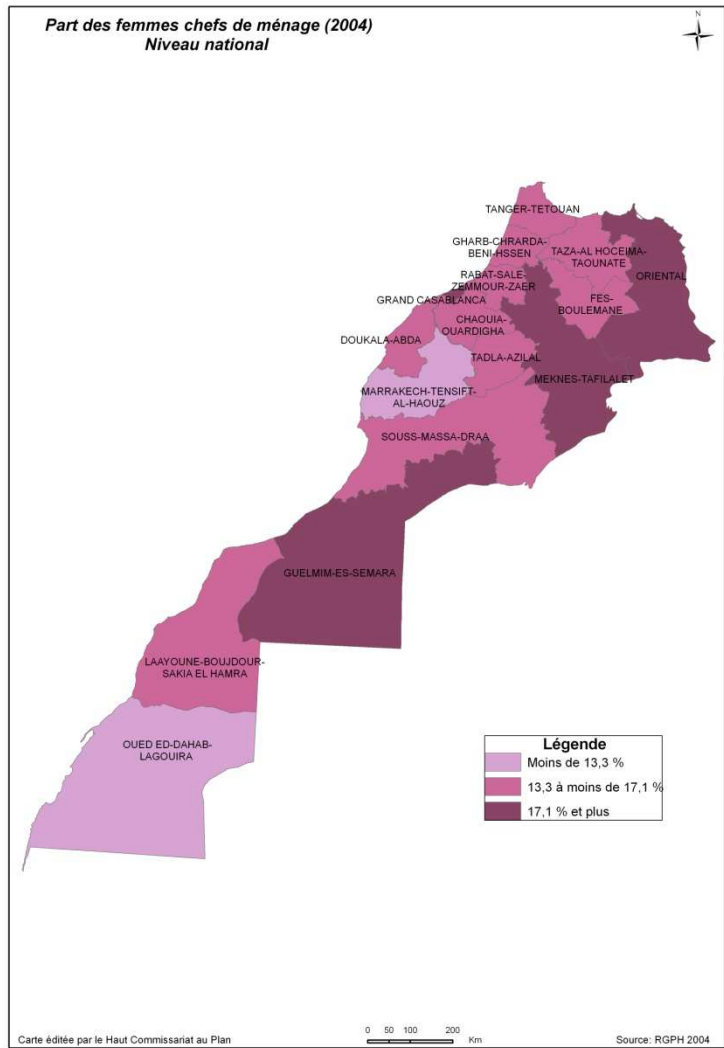 Part des femmes chefs de ménage (2004)
Niveau national
N
TANGER-TETOUAN
GHARB-CHRARDA-
BENI-HSSEN
TAZA-AL HOCEIMA-
TAOUNATE
ORIENTAL
RABAT-SALE-
ZEMMOUR-ZAER
FES-
BOULEMANE
GRAND CASABLANCA
CHAOUIA-
OUARDIGHA
DOUKALA-ABDA
TADLA-AZILAL
MEKNES-TAFILALET
MARRAKECH-TENSIFT-
AL-HAOUZ
SOUSS-MASSA-DRAA
GUELMIM-ES-SEMARA
LAAYOUNE-BOUJDOUR-
SAKIA EL HAMRA
OUED ED-DAHAB-
LAGOUIRA
Légende
Moins de 13,3 %
13,3 à moins de 17,1 %
17,1 % et plus
Carte éditée par le Haut Commissariat au Plan
0 50 100 200
Km
Source: RGPH 2004